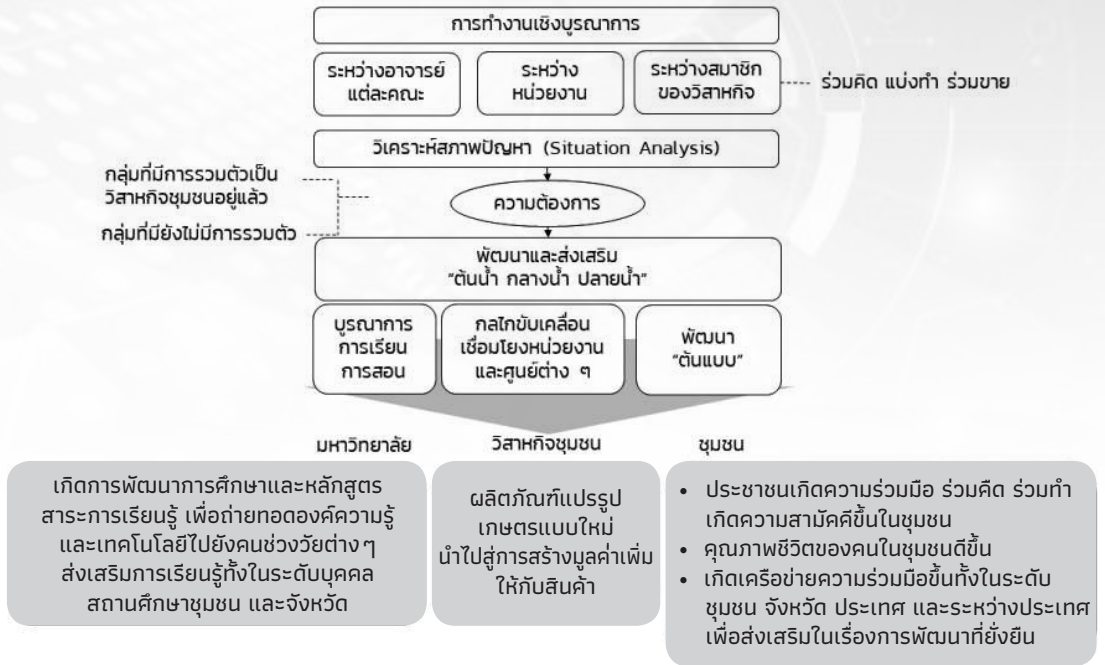 การทำงานเชิงบูรณาการ
ระหว่างอาจารย์
แต่ละคณะ
ระหว่าง
หน่วยงาน
ระหว่างสมาชิก
ของวิสาหกิจ
ร่วมคิด แบ่งทำ ร่วมขาย
วิเคราะห์สภาพปัญหา (Situation Analysis)
กลุ่มที่มีการรวมตัวเป็น
วิสาหกิจชุมชนอยู่แล้ว
กลุ่มที่มียังไม่มีการรวมตัว
ความต้องการ
พัฒนาและส่งเสริม
“ต้นน้ำ กลางน้ำ ปลายน้ำ”
บูรณาการ
การเรียน
การสอน
กลไกขับเคลื่อน
เชื่อมโยงหน่วยงาน
และศูนย์ต่าง ๆ
พัฒนา
“ต้นแบบ”
มหาวิทยาลัย
เกิดการพัฒนาการศึกษาและหลักสูตร
สาระการเรียนรู้ เพื่อถ่ายทอดองค์ความรู้
และเทคโนโลยีไปยังคนช่วงวัยต่าง ๆ
ส่งเสริมการเรียนรู้ทั้งในระดับบุคคล
สถานศึกษาชุมชน และจังหวัด
วิสาหกิจชุมชน
ผลิตภัณฑ์แปรรูป
เกษตรแบบใหม่
นำไปสู่การสร้างมูลค่าเพิ่ม
ให้กับสินค้า
ชุมชน
• ประชาชนเกิดความร่วมมือ ร่วมคืด ร่วมทำ
เกิดความสามัคคีขึ้นในชุมชน
• คุณภาพชีวิตของคนในชุมชนดีขึ้น
• เกิดเครือข่ายความร่วมมือขึ้นทั้งในระดับ
ชุมชน จังหวัด ประเทศ และระหว่างประเทศ
เพื่อส่งเสริมในเรื่องการพัฒนาที่ยั่งยืน